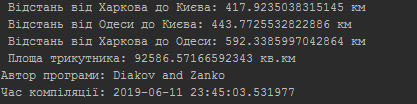 Відстань від Харкова до Києва: 417.9235038315145 км
Відстань від Одеси до Києва: 443.7725532822886 км
Відстань від Харкова до Одеси: 592.3385997042864 км
Площа трикутника: 92586.57166592343 кв.км
Автор програми: Diakov and Zanko
Час компіляції: 2019-06-11 23:45:03.531977